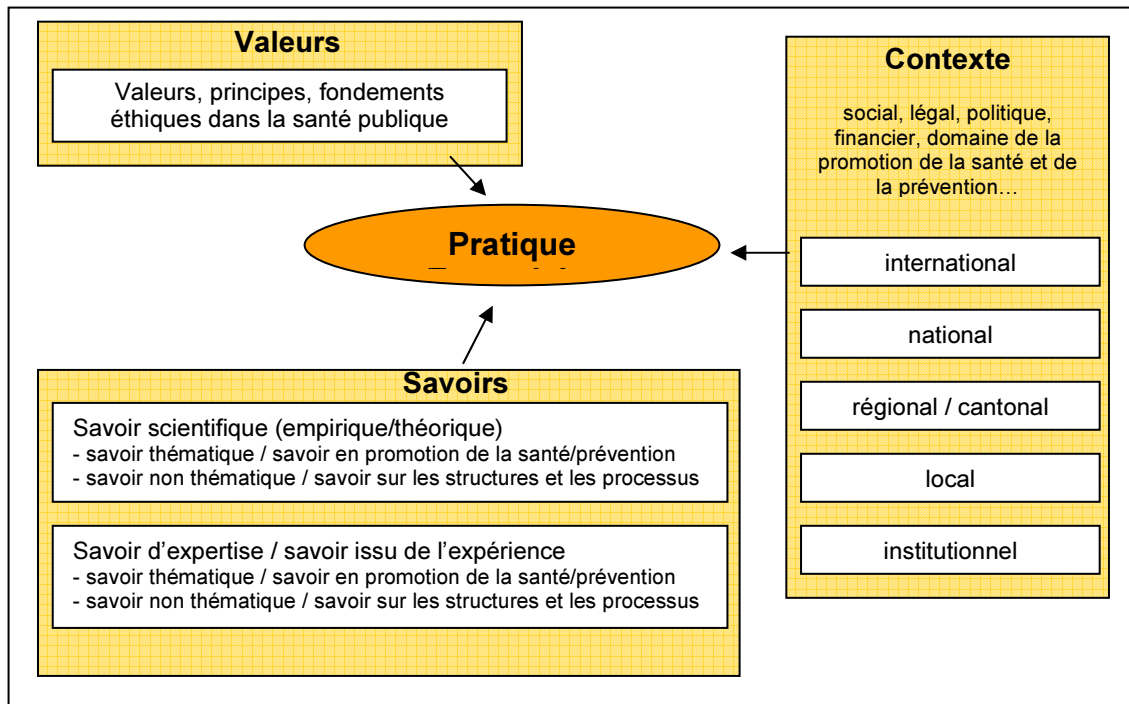 Valeurs
Valeurs, principes, fondements
éthiques dans la santé publique
Contexte
social, légal, politique,
financier, domaine de la
promotion de la santé et de
la prévention…
international
national
régional / cantonal
local
institutionnel
Pratique
Savoirs
Savoir scientifique (empirique/théorique)
- savoir thématique / savoir en promotion de la santé/prévention
- savoir non thématique / savoir sur les structures et les processus
Savoir d’expertise / savoir issu de l’expérience
- savoir thématique / savoir en promotion de la santé/prévention
- savoir non thématique / savoir sur les structures et les processus